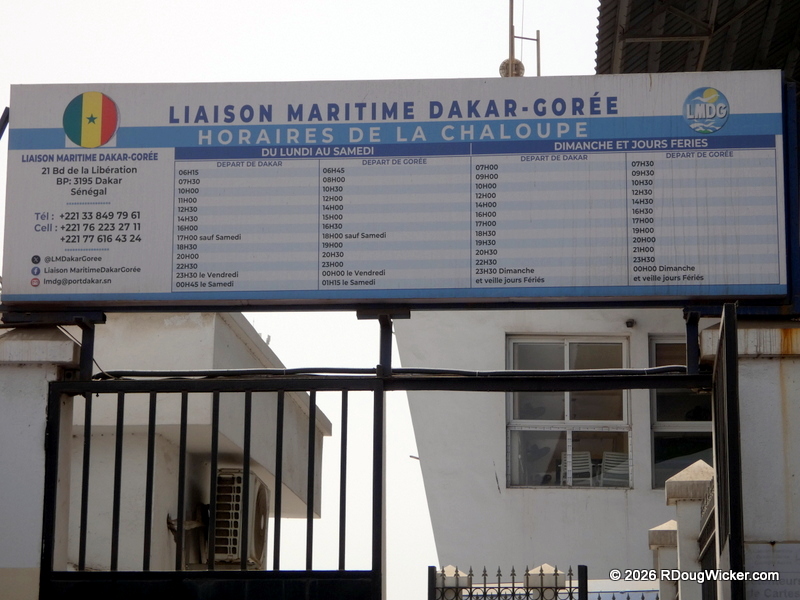 LIAISON MARITIME DAKAR-GORÉE
LMDG
HORAIRES DE LA CHALOUPE
LIAISON MARITIME DAKAR-GORÉE
21 Bd de la Libération
BP: 3195 Dakar
Sénégal
Tél : +221 33 849 79 61
Cell : +221 76 223 27 11
+221 77 616 43 24
@LMDakarGoree
Liaison MaritimeDakarGorée
lmdg@portdakar.sn
DU LUNDI AU SAMEDI
DEPART DE DAKAR
06H15
07H30
10H00
11H00
12H30
14H30
16H00
17H00 sauf Samedi
18H30
20H00
22H30
23H30 le Vendredi
00H45 le Samedi
DEPART DE GORÉE
06H45
08H00
10H30
12H00
14H00
15H00
16H30
18H00 sauf Samedi
19H00
20H30
23H00
00H00 le Vendredi
01H15 le Samedi
DIMANCHE ET JOURS FERIES
DEPART DE DAKAR
07H00
09H00
10H00
12H00
14H00
16H00
17H00
18H30
19H30
20H30
22H30
23H30 Dimanche
et veille jours Fériés
DEPART DE GORÉE
07H30
09H30
10H30
12H30
14H30
16H30
17H30
19H00
20H00
21H00
23H00
00H00 Dimanche
et veille jours Fériés
de Cartes
© 2026 RDougWicker.com